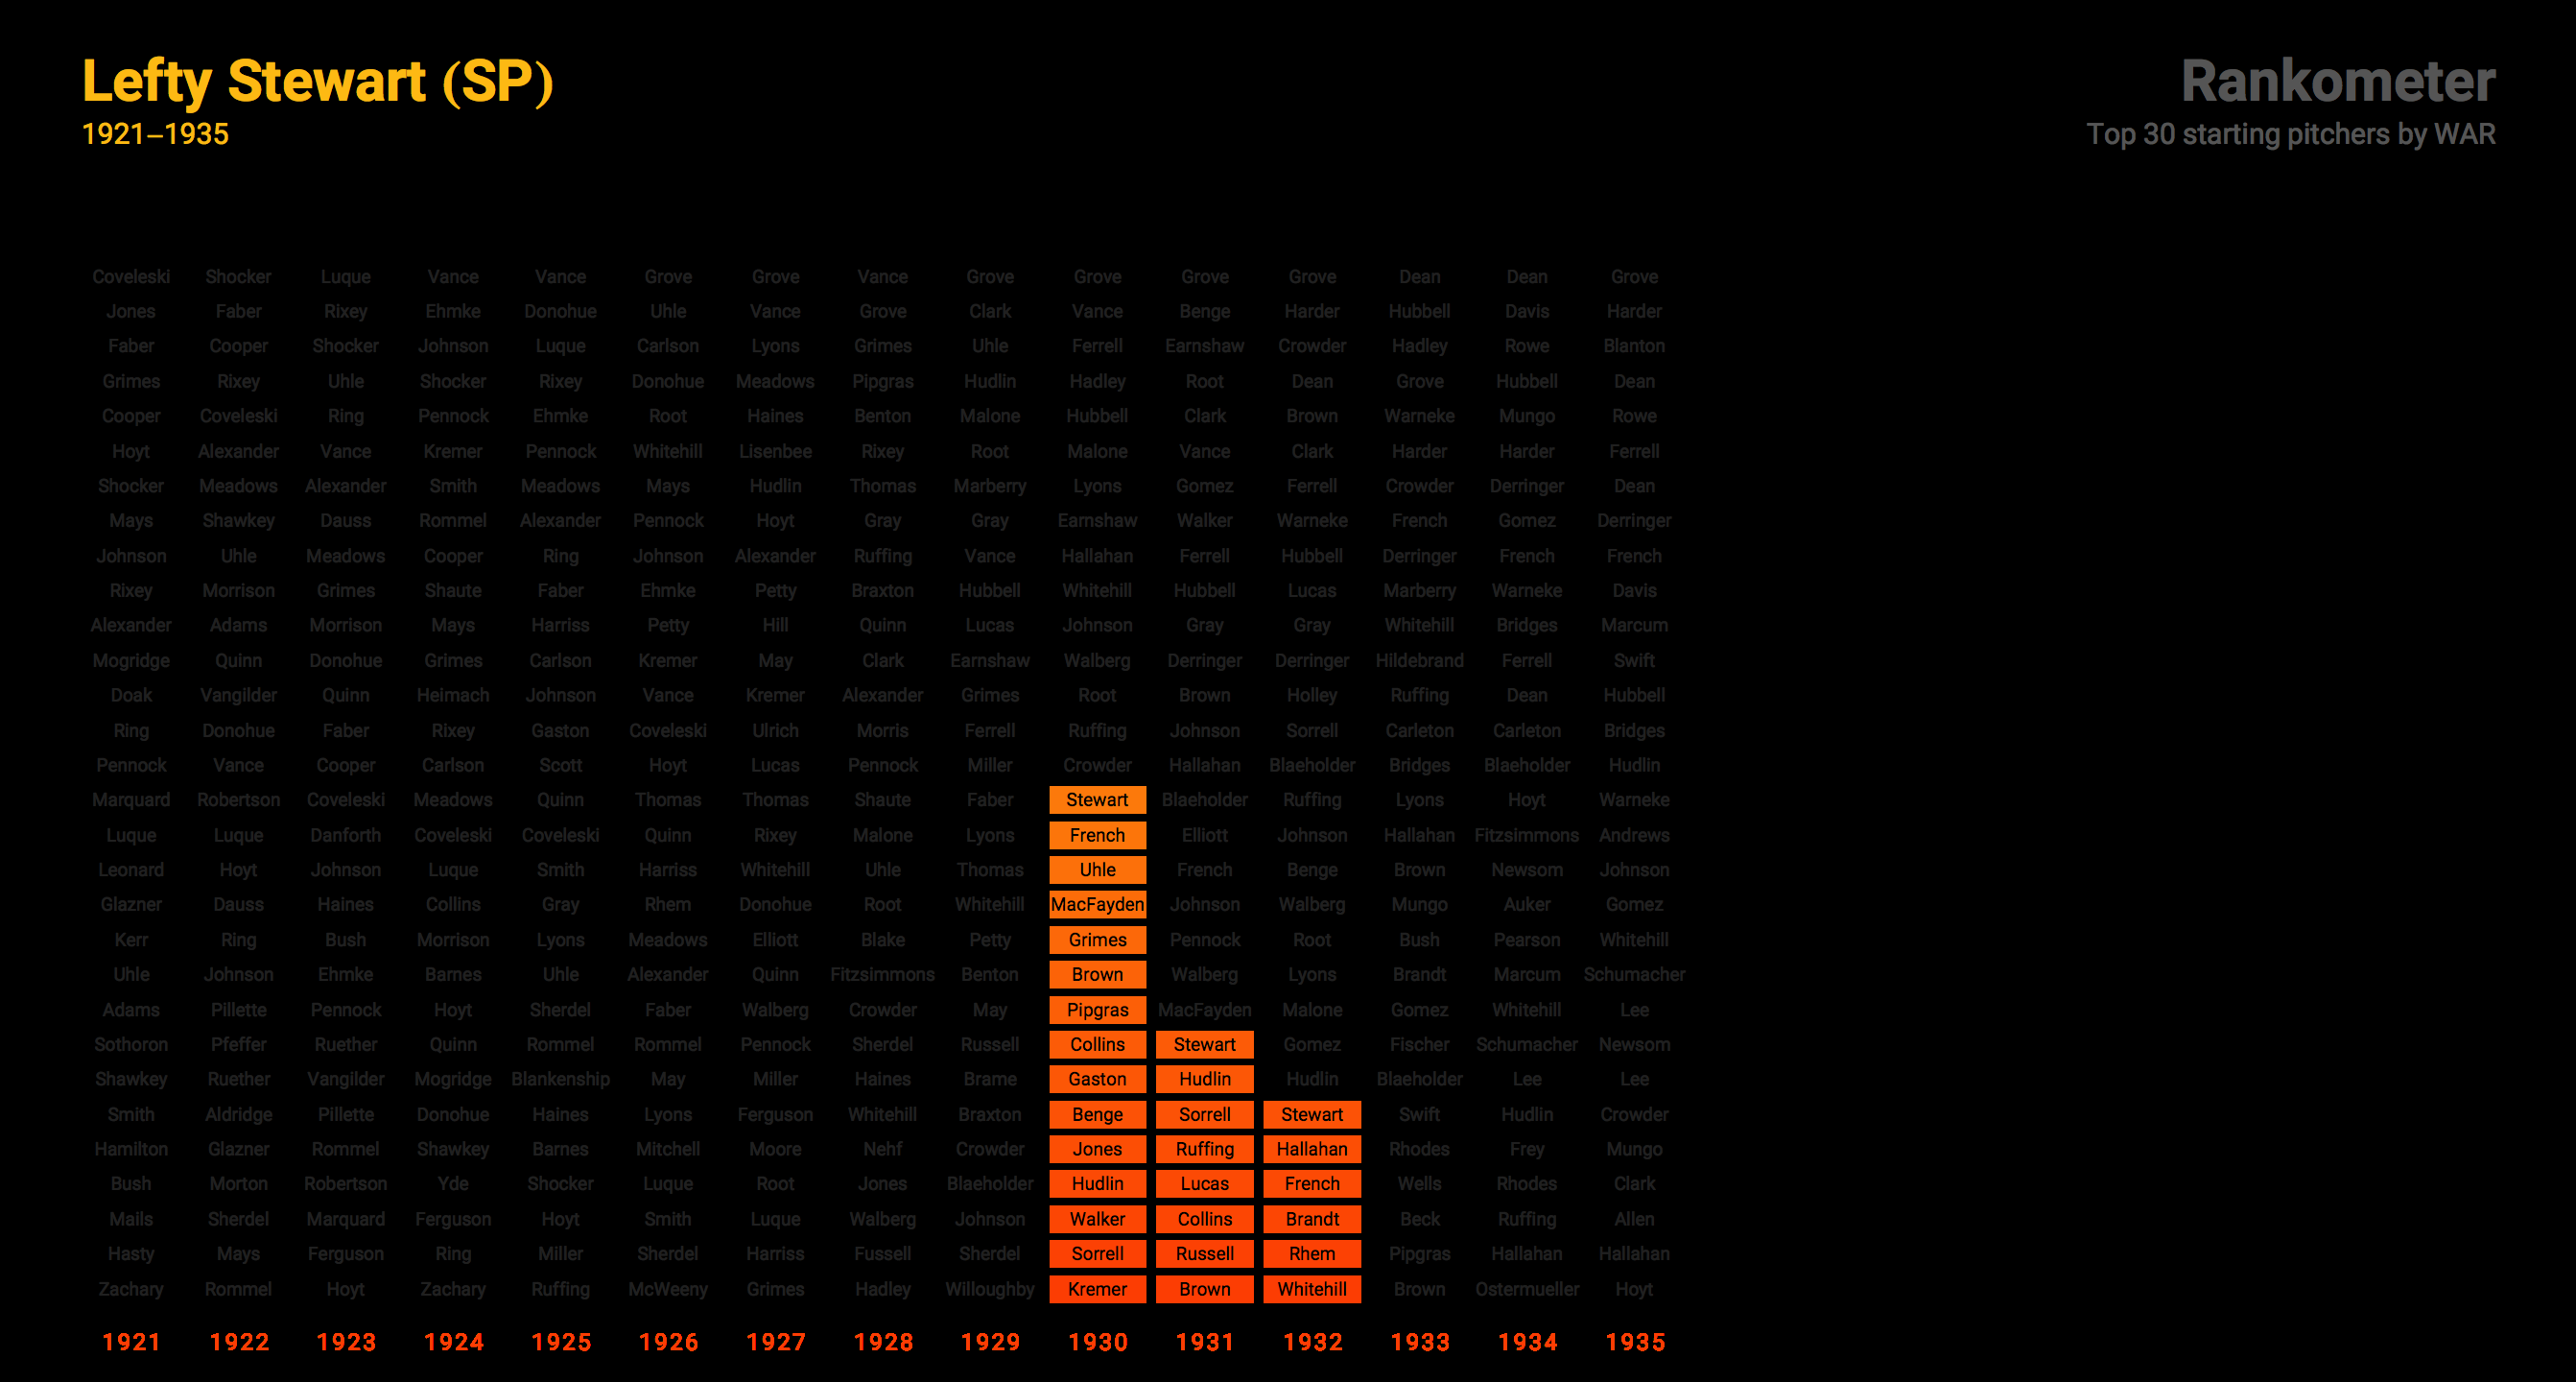 Lefty Stewart (SP)
1921–1935
Rankometer
Top 30 starting pitchers by WAR
Coveleski Shocker Luque Vance Vance Grove Grove Vance Grove Grove Grove Grove Dean Dean Grove
Jones Faber Rixey Ehmke Donohue Uhle Vance Grove Clark Vance Benge Harder Hubbell Davis Harder
Faber Cooper Shocker Johnson Luque Carlson Lyons Grimes Uhle Ferrell Earnshaw Crowder Hadley Rowe Blanton
Grimes Rixey Uhle Shocker Rixey Donohue Meadows Pipgras Hudlin Hadley Root Dean Grove Hubbell Dean
Cooper Coveleski Ring Pennock Ehmke Root Haines Benton Malone Hubbell Clark Brown Warneke Mungo Rowe
Hoyt Alexander Vance Kremer Pennock Whitehill Lisenbee Rixey Root Malone Vance Clark Harder Harder Ferrell
Shocker Meadows Alexander Smith Meadows Mays Hudlin Thomas Marberry Lyons Gomez Ferrell Crowder Derringer Dean
Mays Shawkey Dauss Rommel Alexander Pennock Hoyt Gray Gray Earnshaw Walker Warneke French Gomez Derringer
Johnson Uhle Meadows Cooper Ring Johnson Alexander Ruffing Vance Hallahan Ferrell Hubbell Derringer French French
Rixey Morrison Grimes Shaute Faber Ehmke Petty Braxton Hubbell Whitehill Hubbell Lucas Marberry Warneke Davis
Alexander Adams Morrison Mays Harriss Petty Hill Quinn Lucas Johnson Gray Gray Whitehill Bridges Marcum
Mogridge Quinn Donohue Grimes Carlson Kremer May Clark Earnshaw Walberg Derringer Derringer Hildebrand Ferrell Swift
Doak Vangilder Quinn Heimach Johnson Vance Kremer Alexander Grimes Root Brown Holley Ruffing Dean Hubbell
Ring Donohue Faber Rixey Gaston Coveleski Ulrich Morris Ferrell Ruffing Johnson Sorrell Carleton Carleton Bridges
Pennock Vance Cooper Carlson Scott Hoyt Lucas Pennock Miller Crowder Hallahan Blaeholder Bridges Blaeholder Hudlin
Marquard Robertson Coveleski Meadows Quinn Thomas Thomas Shaute Faber Stewart Blaeholder Ruffing Lyons Hoyt Warneke
Luque Luque Danforth Coveleski Coveleski Quinn Rixey Malone Lyons French Elliott Johnson Hallahan Fitzsimmons Andrews
Leonard Hoyt Johnson Luque Smith Harriss Whitehill Uhle Thomas Uhle French Benge Brown Newsom Johnson
Glazner Dauss Haines Collins Gray Rhem Donohue Root Whitehill MacFayden Johnson Walberg Mungo Auker Gomez
Kerr Ring Bush Morrison Lyons Meadows Elliott Blake Petty Grimes Pennock Root Bush Pearson Whitehill
Uhle Johnson Ehmke Barnes Uhle Alexander Quinn Fitzsimmons Benton Brown Walberg Lyons Brandt Marcum Schumacher
Adams Pillette Pennock Hoyt Sherdel Faber Walberg Crowder May Pipgras MacFayden Malone Gomez Whitehill Lee
Sothoron Pfeffer Ruether Quinn Rommel Rommel Pennock Sherdel Russell Collins Stewart Gomez Fischer Schumacher Newsom
Shawkey Ruether Vangilder Mogridge Blankenship May Miller Haines Brame Gaston Hudlin Hudlin Blaeholder Lee Lee
Smith Aldridge Pillette Donohue Haines Lyons Ferguson Whitehill Braxton Benge Sorrell Stewart Swift Hudlin Crowder
Hamilton Glazner Rommel Shawkey Barnes Mitchell Moore Nehf Crowder Jones Ruffing Hallahan Rhodes Frey Mungo
Bush Morton Robertson Yde Shocker Luque Root Jones Blaeholder Hudlin Lucas French Wells Rhodes Clark
Mails Sherdel Marquard Ferguson Hoyt Smith Luque Walberg Johnson Walker Collins Brandt Beck Ruffing Allen
Hasty Mays Ferguson Ring Miller Sherdel Harriss Fussell Sherdel Sorrell Russell Rhem Pipgras Hallahan Hallahan
Zachary Rommel Hoyt Zachary Ruffing McWeeny Grimes Hadley Willoughby Kremer Brown Whitehill Brown Ostermueller Hoyt
1921 1922 1923 1924 1925 1926 1927 1928 1929 1930 1931 1932 1933 1934 1935